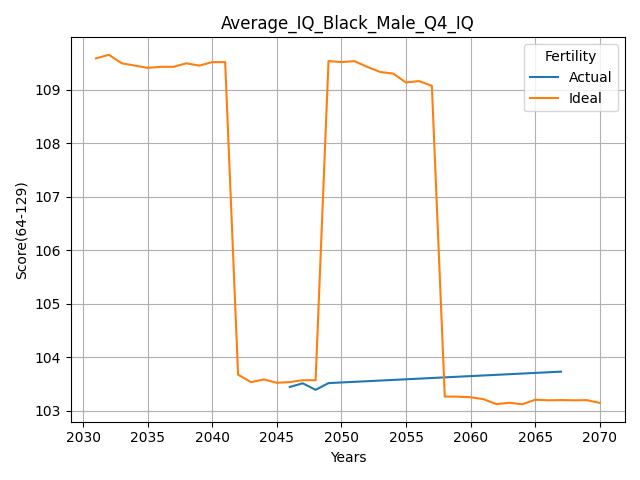 Average_IQ_Black_Male_Q4_IQ
Fertility
Actual
Ideal
Score(64-129)
109
108
107
106
105
104
103
2030 2035 2040 2045 2050 2055 2060 2065 2070
Years